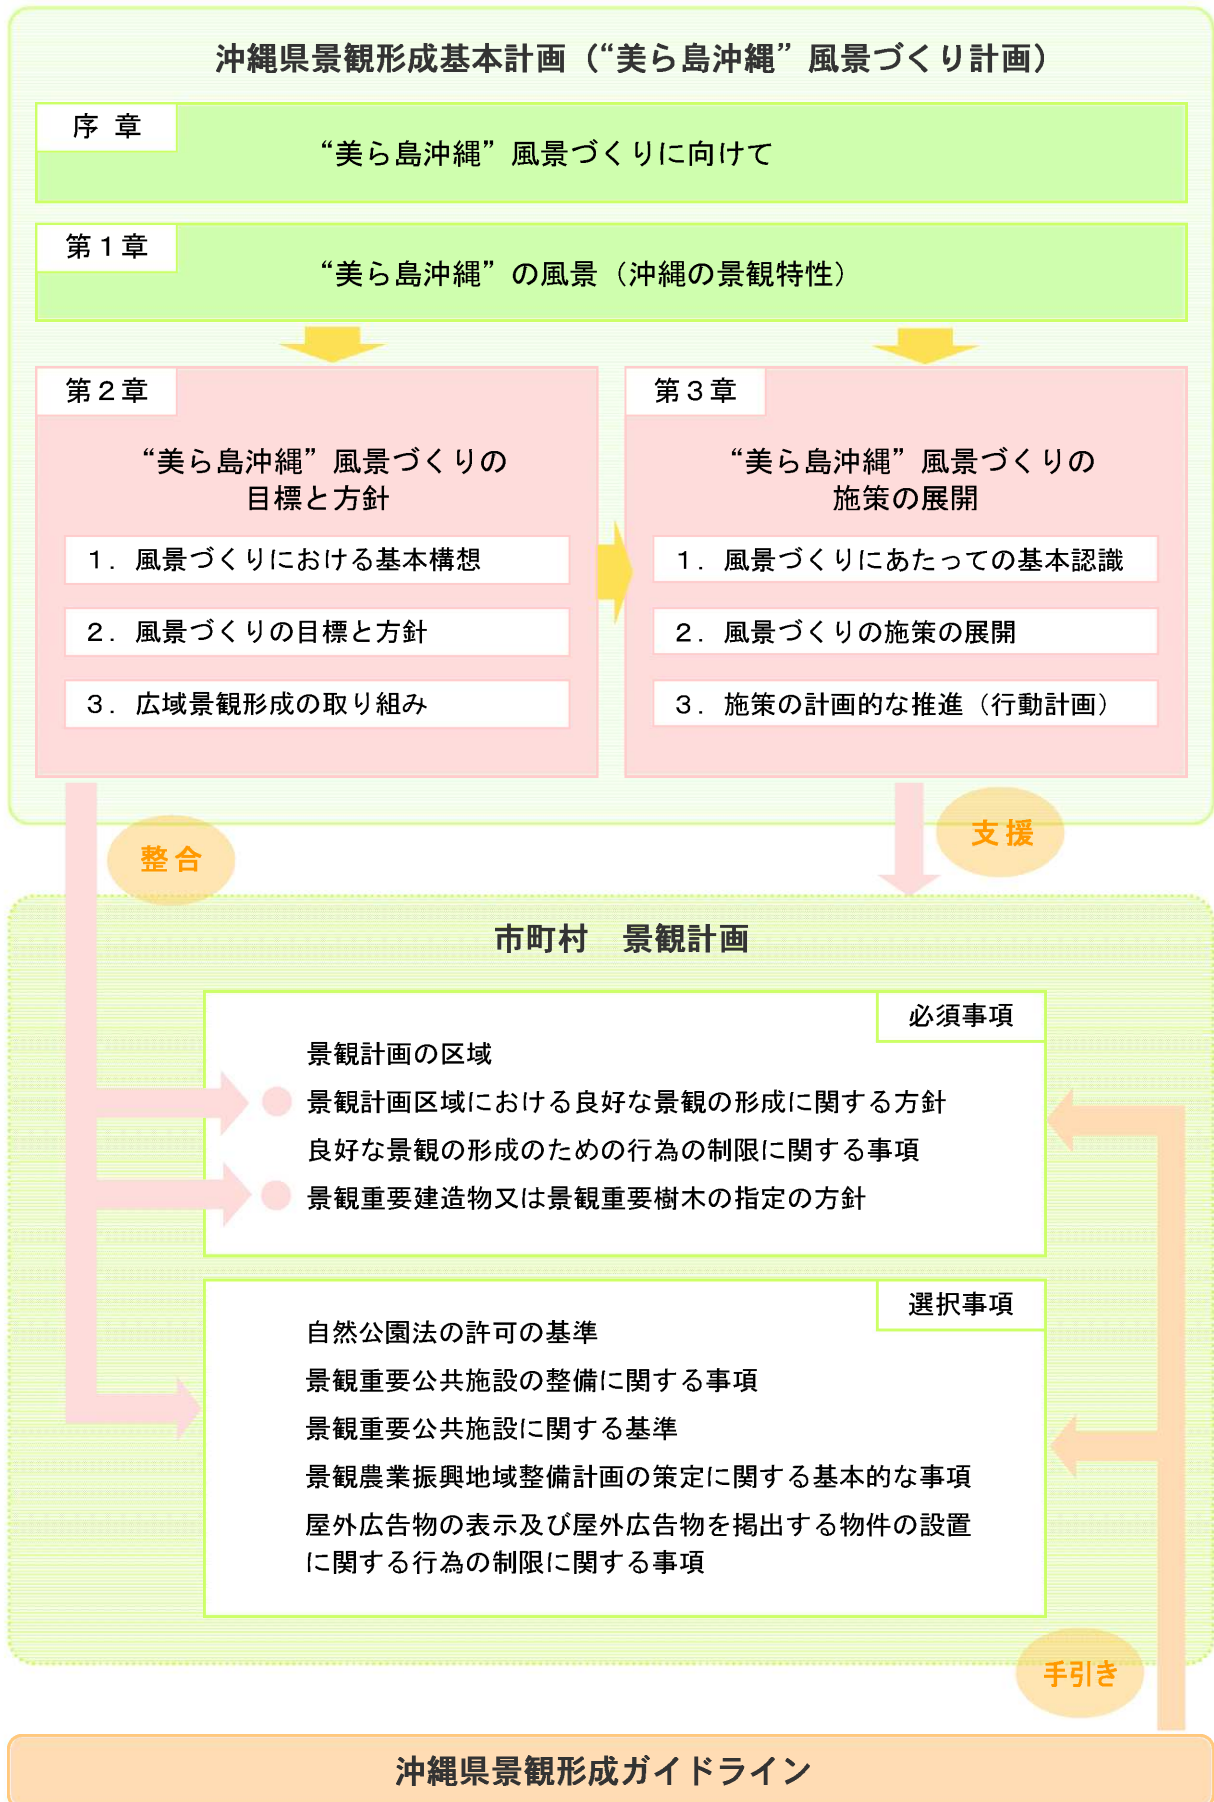 沖縄県景観形成基本計画（“美ら島沖縄”風景づくり計画）
序 章
“美ら島沖縄”風景づくりに向けて
第１章
“美ら島沖縄”の風景（沖縄の景観特性）
第２章
“美ら島沖縄”風景づくりの
目標と方針
１．風景づくりにおける基本構想
２．風景づくりの目標と方針
３．広域景観形成の取り組み
第３章
“美ら島沖縄”風景づくりの
施策の展開
１．風景づくりにあたっての基本認識
２．風景づくりの施策の展開
３．施策の計画的な推進（行動計画）
整合
支援
市町村　景観計画
必須事項
景観計画の区域
景観計画区域における良好な景観の形成に関する方針
良好な景観の形成のための行為の制限に関する事項
景観重要建造物又は景観重要樹木の指定の方針
選択事項
自然公園法の許可の基準
景観重要公共施設の整備に関する事項
景観重要公共施設に関する基準
景観農業振興地域整備計画の策定に関する基本的な事項
屋外広告物の表示及び屋外広告物を掲出する物件の設置
に関する行為の制限に関する事項
手引き
沖縄県景観形成ガイドライン